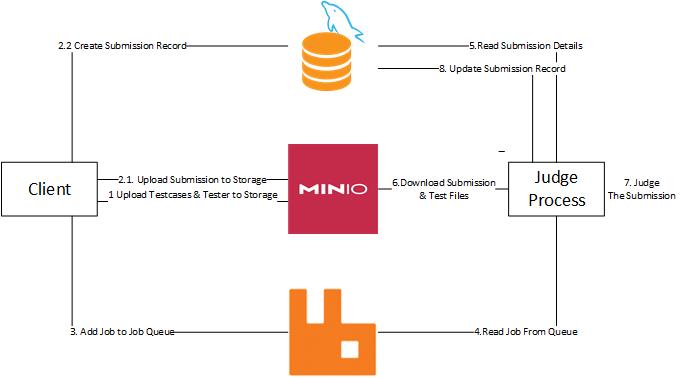 2.2 Create Submission Record
5.Read Submission Details
8. Update Submission Record
Client
2.1. Upload Submission to Storage
1 Upload Testcases & Tester to Storage
MINIO
6.Download Submission
& Test Files
Judge
Process
7. Judge
The Submission
3. Add Job to Job Queue
4.Read Job From Queue